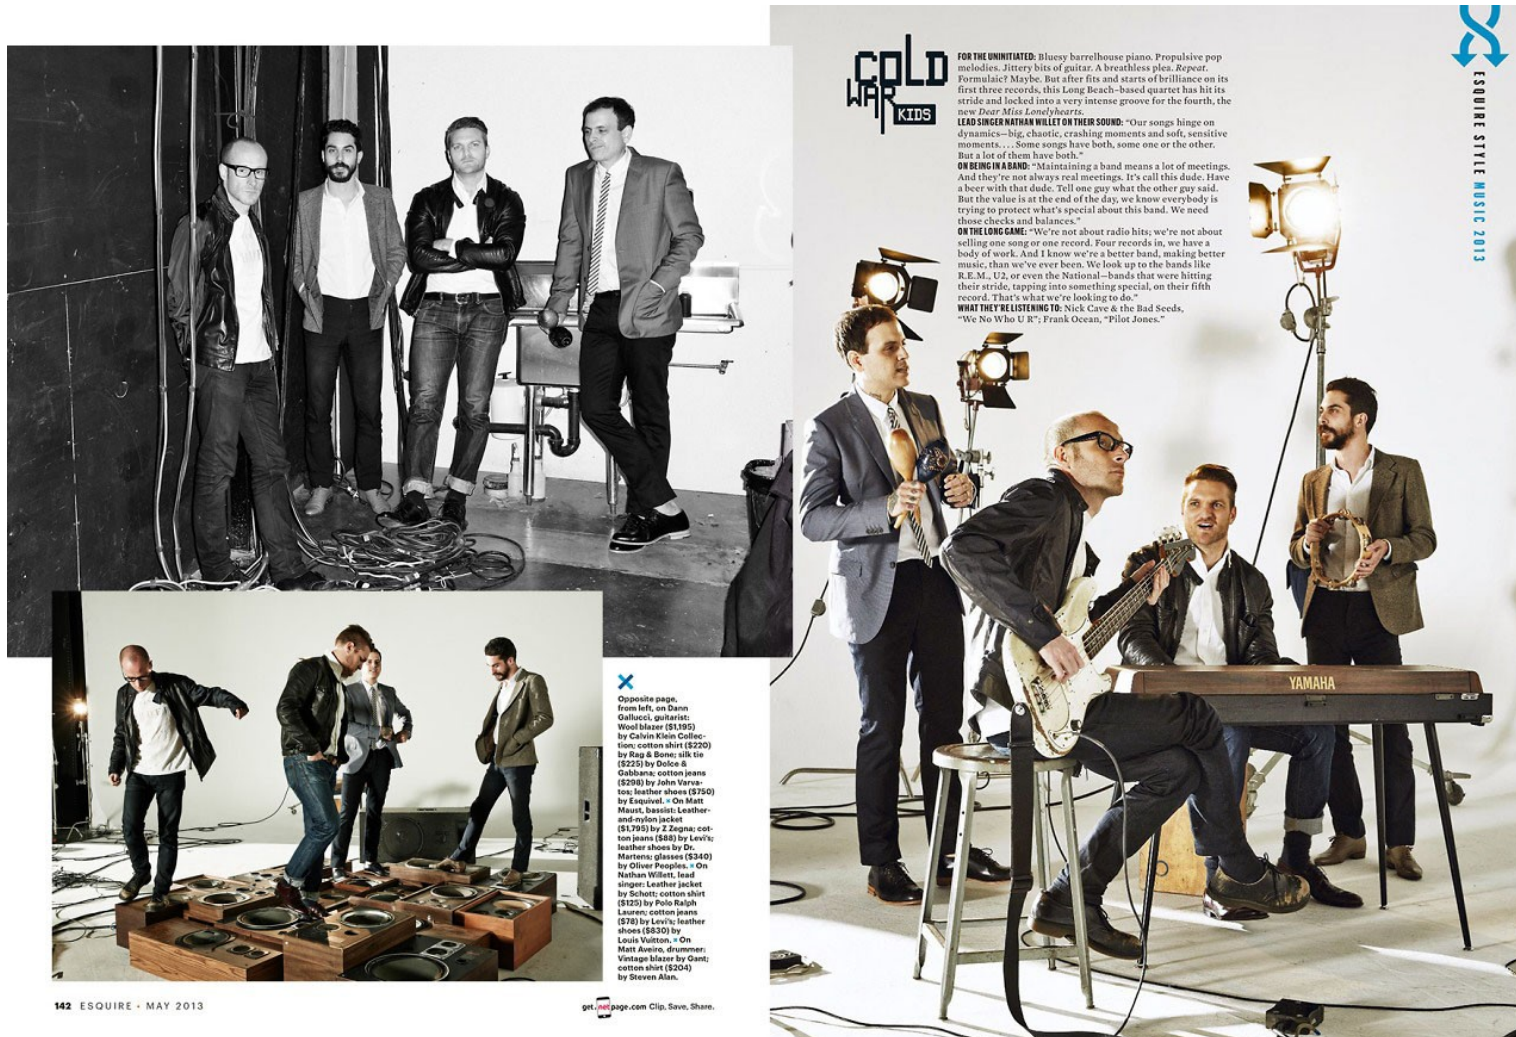 COLD
WAR
KIDS
FOR THE UNINITIATED: Bluesy barrelhouse piano. Propulsive pop
melodies. Jittery bits of guitar. A breathless plea. Repeat.
Formulaic? Maybe. But after fits and starts of brilliance on its
first three records, this Long Beach–based quartet has hit its
stride and locked into a very intense groove for the fourth, the
new Dear Miss Lonelyhearts.
LEAD SINGER NATHAN WILLET ON THEIR SOUND: “Our songs hinge on
dynamics—big, chaotic, crashing moments and soft, sensitive
moments.... Some songs have both, some one or the other.
But a lot of them have both.”
ON BEING IN A BAND: “Maintaining a band means a lot of meetings.
And they’re not always real meetings. It’s call this dude. Have
a beer with that dude. Tell one guy what the other guy said.
But the value is at the end of the day, we know everybody is
trying to protect what’s special about this band. We need
those checks and balances.”
ON THE LONG GAME: “We’re not about radio hits; we’re not about
selling one song or one record. Four records in, we have a
body of work. And I know we’re a better band, making better
music, than we’ve ever been. We look up to the bands like
R.E.M., U2, or even the National—bands that were hitting
their stride, tapping into something special, on their fifth
record. That’s what we’re looking to do.”
WHAT THEY’RE LISTENING TO: Nick Cave & the Bad Seeds,
“We No Who U R”; Frank Ocean, “Pilot Jones.”
ESQUIRE STYLE MUSIC 2013
YAMAHA
Opposite page,
from left, on Dann
Gallucci, guitarist:
Wool blazer ($1,195)
by Calvin Klein Collec-
tion; cotton shirt ($220)
by Rag & Bone; silk tie
($225) by Dolce &
Gabbana; cotton jeans
($298) by John Varva-
tos; leather shoes ($750)
by Esquivel. × On Matt
Maust, bassist: Leather-
and-nylon jacket
($1,795) by Z Zegna; cot-
ton jeans ($88) by Levi’s;
leather shoes by Dr.
Martens; glasses ($340)
by Oliver Peoples. × On
Nathan Willett, lead
singer: Leather jacket
by Schott; cotton shirt
($125) by Polo Ralph
Lauren; cotton jeans
($78) by Levi’s; leather
shoes ($830) by
Louis Vuitton. × On
Matt Aveiro, drummer:
Vintage blazer by Gant;
cotton shirt ($204)
by Steven Alan.
142 ESQUIRE • MAY 2013
get.netpage.com Clip, Save, Share.